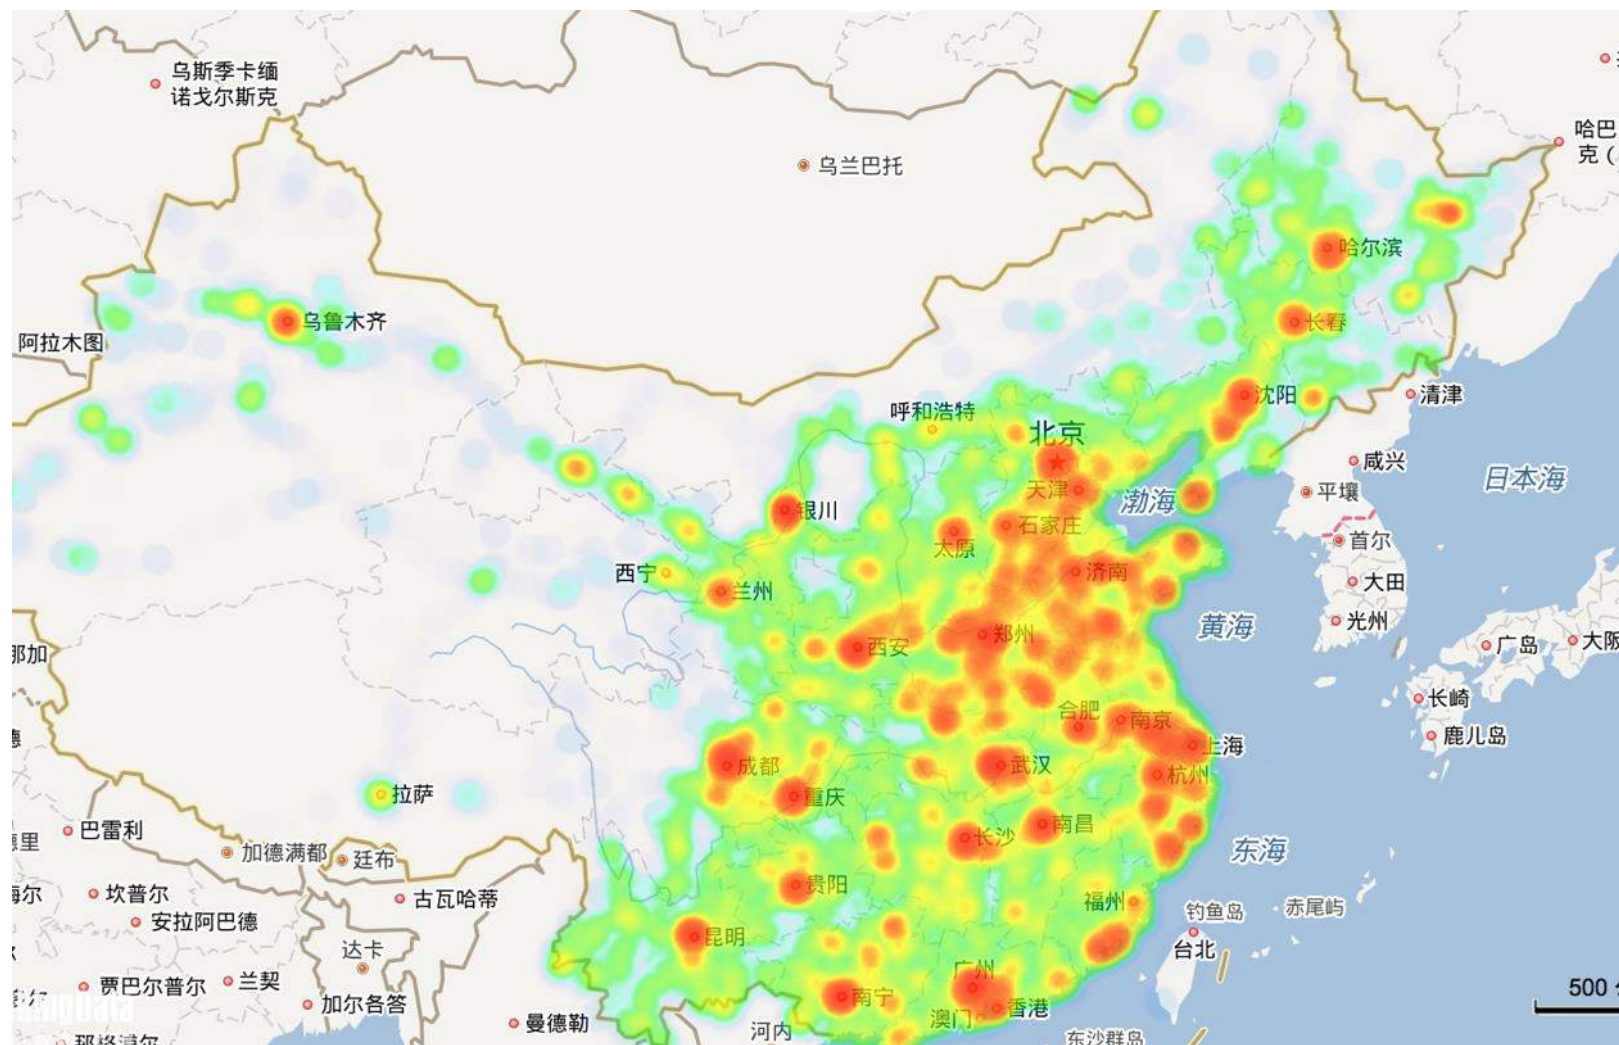 乌斯季卡缅
诺戈尔斯克
哈巴
克（
乌兰巴托
哈尔滨
乌鲁木齐
长春
阿拉木图
沈阳
清津
呼和浩特
北京
咸兴
日本海
天津
渤海
平壤
银川
石家庄
太原
首尔
西宁
济南
大田
兰州
光州
黄海
郑州
西安
广岛
大阪
那加
长崎
合肥
南京
鹿儿岛
上海
武汉
成都
杭州
拉萨
重庆
南昌
巴雷利
长沙
德里
加德满都
东海
廷布
贵阳
坎普尔
古瓦哈蒂
福州
钓鱼岛
赤尾屿
安拉阿巴德
昆明
台北
达卡
广州
兰契
贾巴尔普尔
500
南宁
加尔各答
香港
澳门
曼德勒
河内
东沙群岛